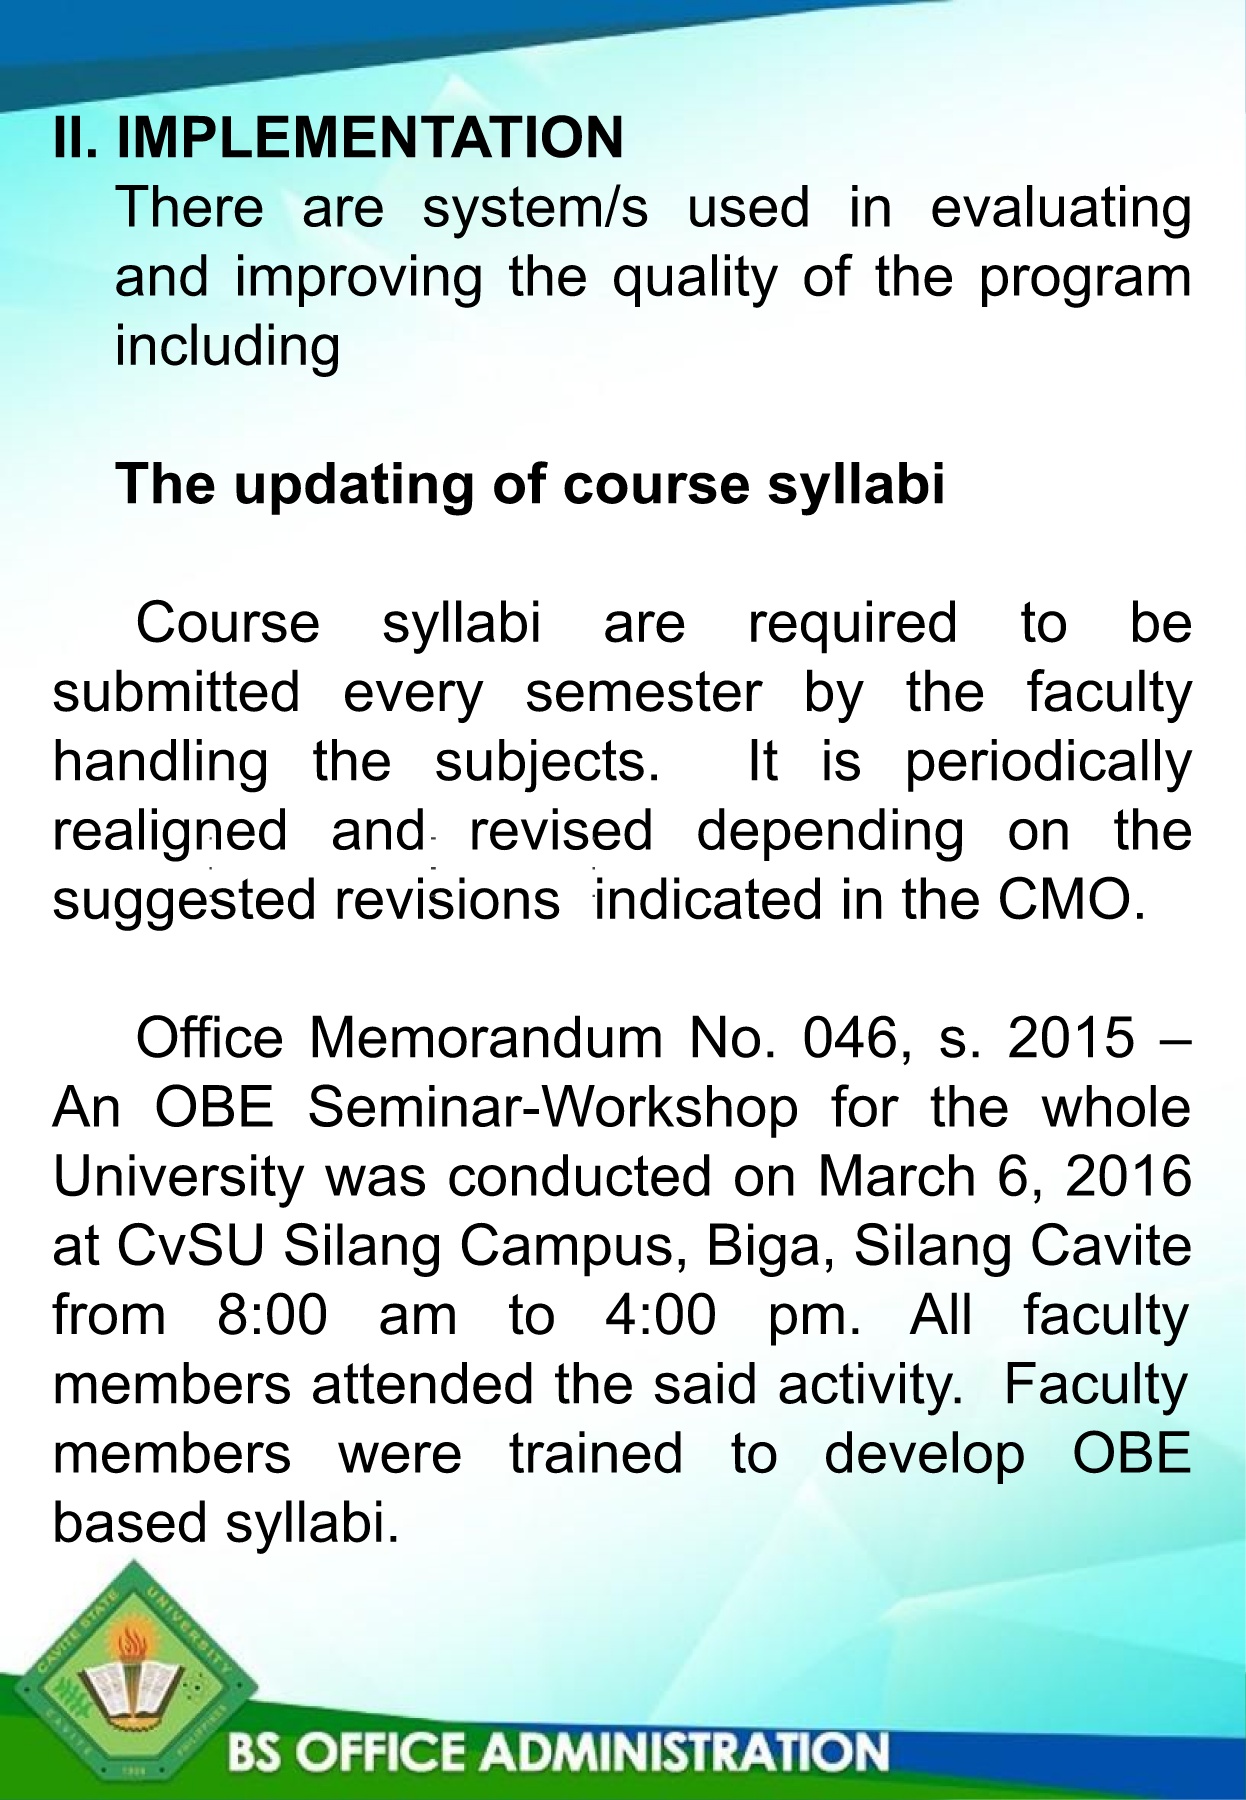 II. IMPLEMENTATION
There are system/s used in evaluating
and improving the quality of the program
including
The updating of course syllabi
Course syllabi are required to be
submitted every semester by the faculty
handling the subjects. It is periodically
realigned and revised depending on the
suggested revisions indicated in the CMO.
Office Memorandum No. 046, s. 2015 –
An OBE Seminar-Workshop for the whole
University was conducted on March 6, 2016
at CvSU Silang Campus, Biga, Silang Cavite
from 8:00 am to 4:00 pm. All faculty
members attended the said activity. Faculty
members were trained to develop OBE
based syllabi.
CAVITE STATE
UNIVERSITY
CAVITE
PHILIPPINES
1906
BS OFFICE ADMINISTRATION